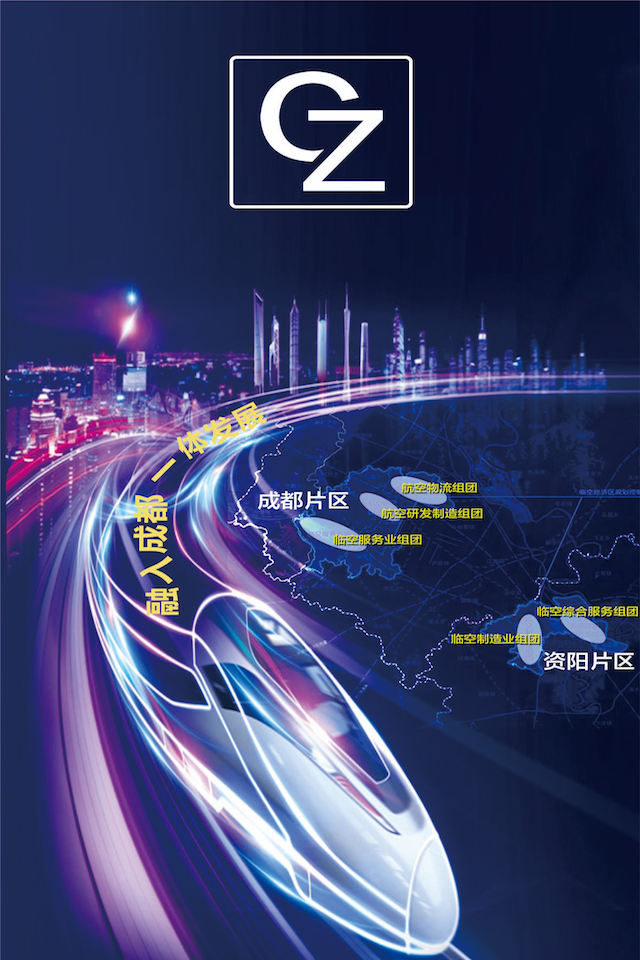 CZ
融入成都 一体发展
航空物流组团
成都片区
航空研发制造组团
临空服务业组团
临空综合服务组团
临空制造业组团
资阳片区